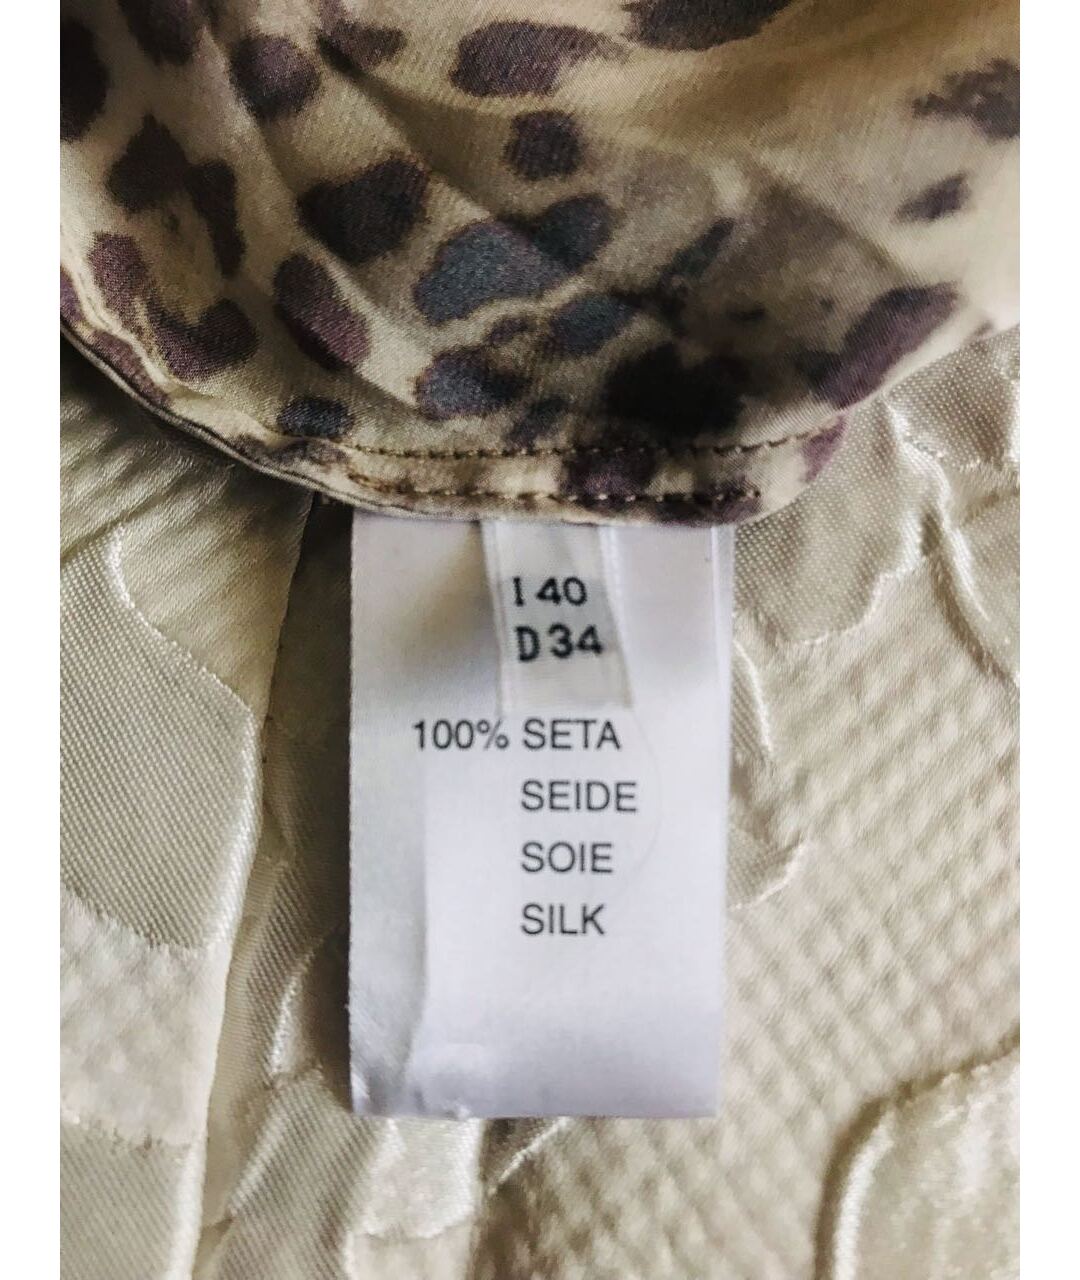 I 40
D 34
100% SETA
SEIDE
SOIE
SILK